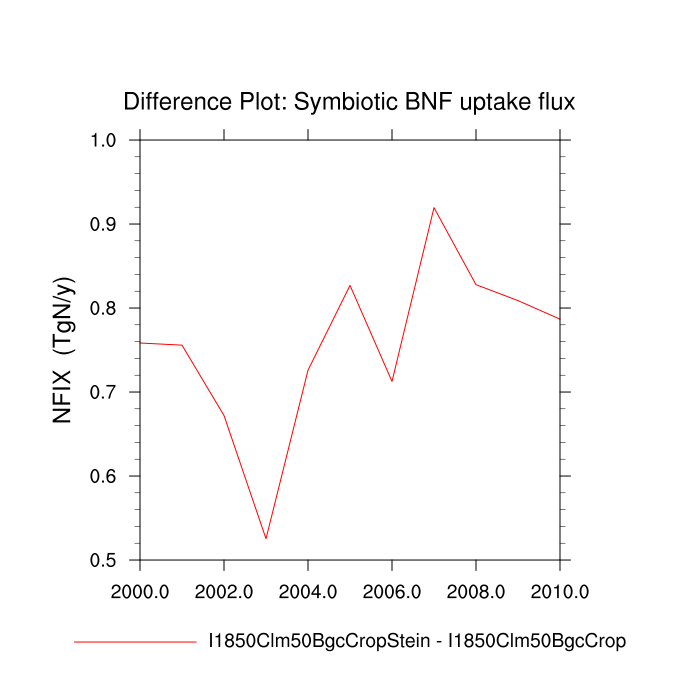 Difference Plot: Symbiotic BNF uptake flux
1.0
0.9
0.8
0.7
0.6
0.5
NFIX (TgN/y)
2000.0 2002.0 2004.0 2006.0 2008.0 2010.0
I1850Clm50BgcCropStein - I1850Clm50BgcCrop